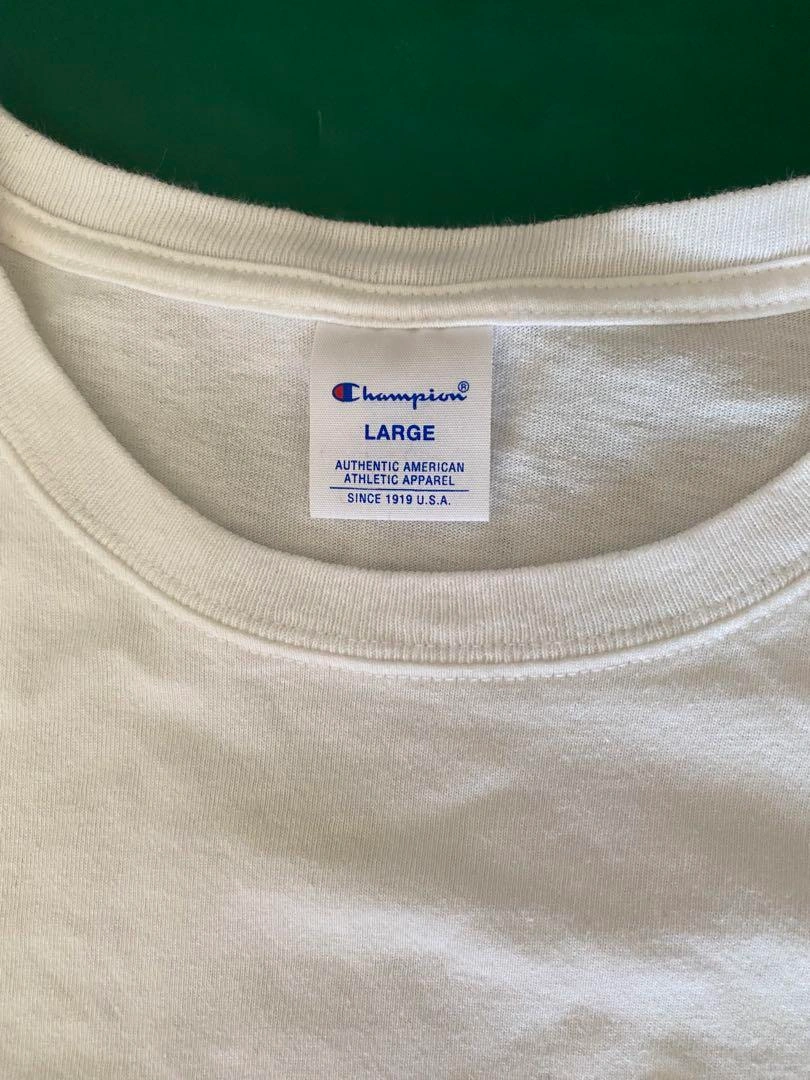 Champion®
LARGE
AUTHENTIC AMERICAN
ATHLETIC APPAREL
SINCE 1919 U.S.A.